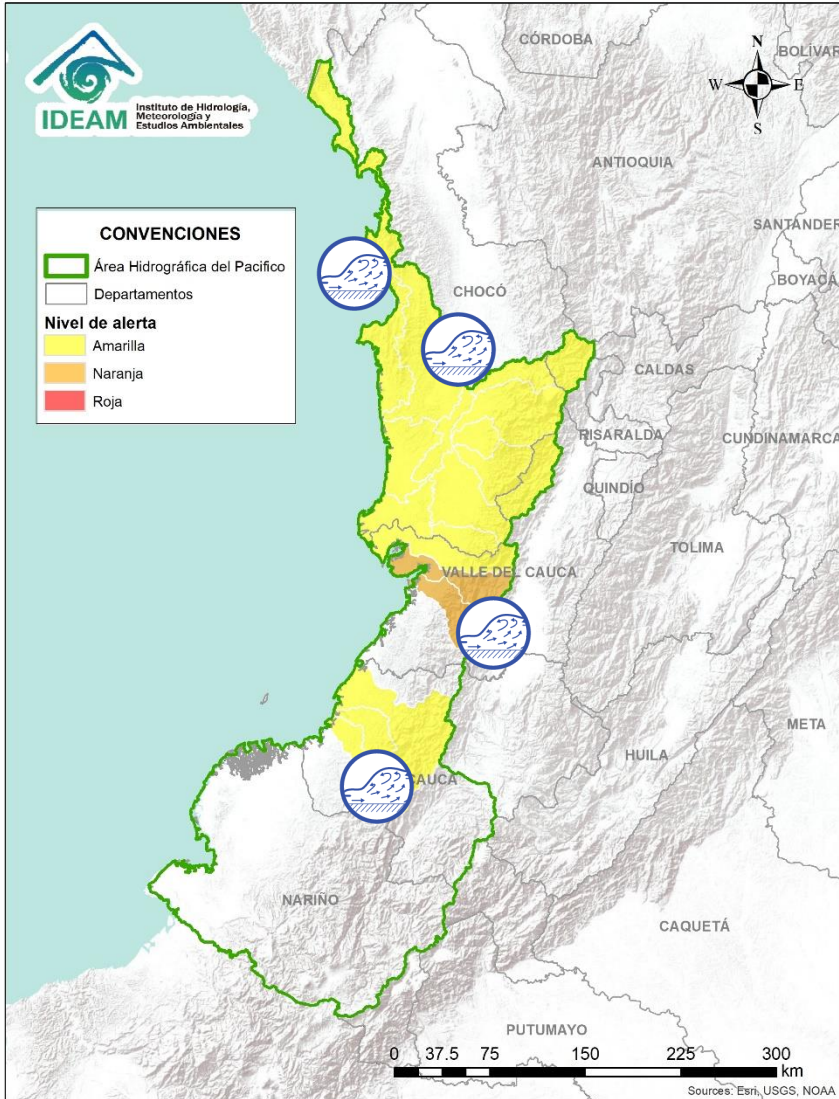 IDEAM
Instituto de Hidrología,
Meteorología y
Estudios Ambientales
CÓRDOBA
BOLÍVAR
N
W
E
S
ANTIOQUIA
SANTANDER
BOYACÁ
CONVENCIONES
Área Hidrográfica del Pacifico
Departamentos
Nivel de alerta
Amarilla
Naranja
Roja
CHOCÓ
CALDAS
RISARALDA
CUNDINAMARCA
QUINDÍO
TOLIMA
VALLE DEL CAUCA
META
HUILA
CAUCA
NARIÑO
CAQUETÁ
PUTUMAYO
0 37.5 75 150 225 300
km
Sources: Esri, USGS, NOAA